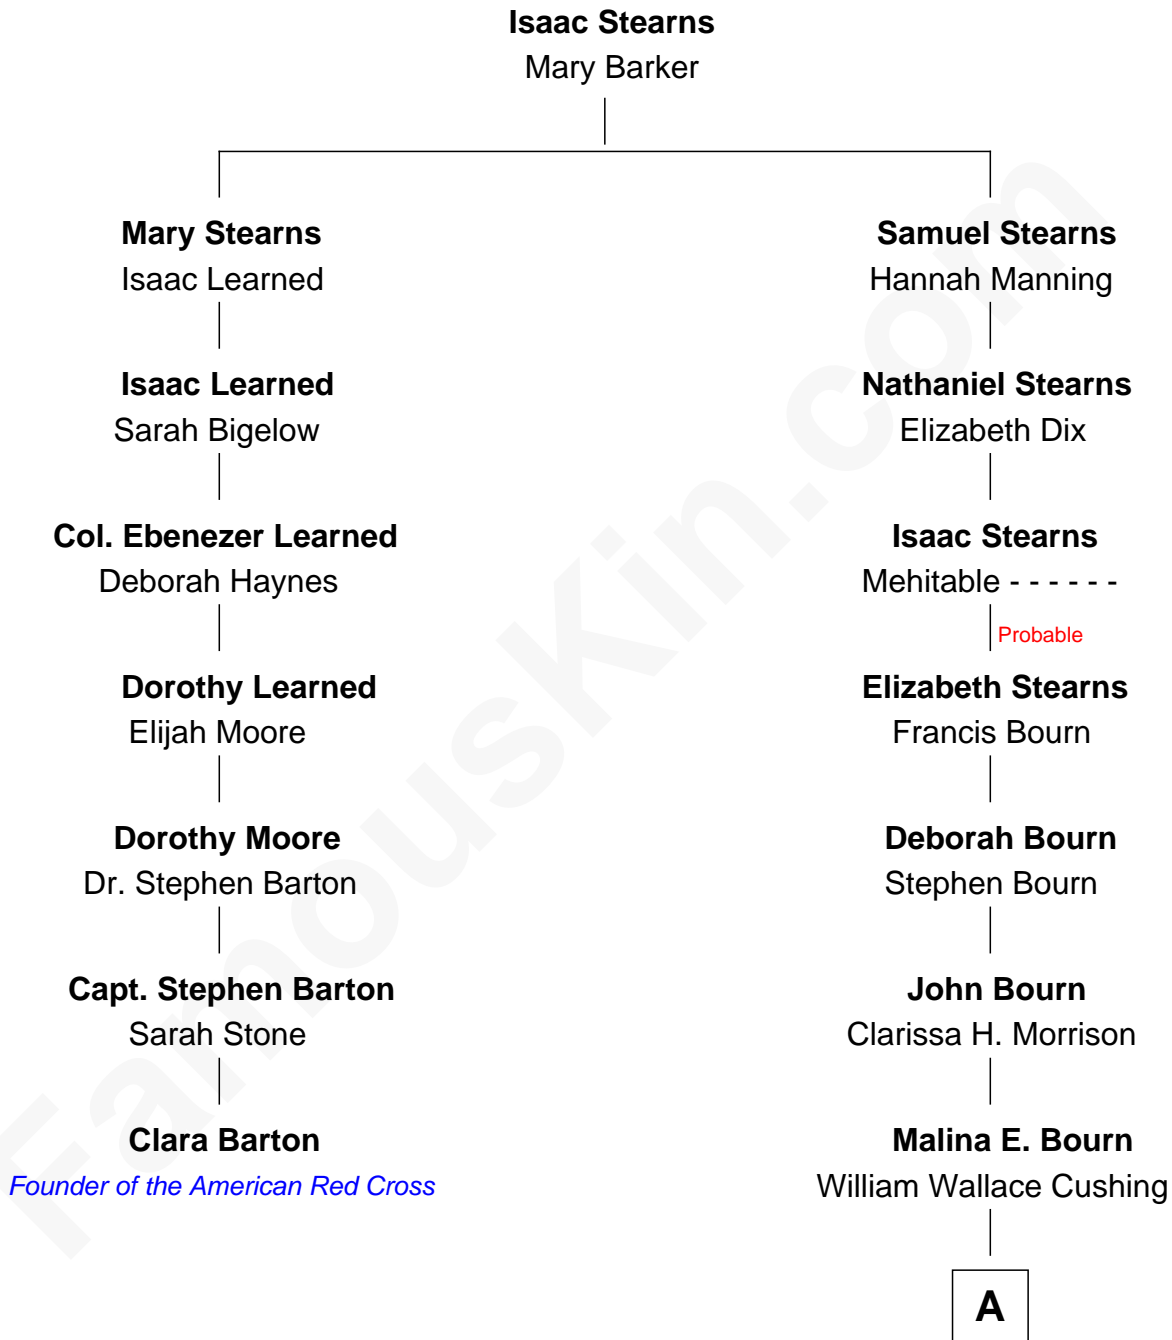 Isaac Stearns
Mary Barker
Mary Stearns
Isaac Learned
Samuel Stearns
Hannah Manning
Isaac Learned
Sarah Bigelow
Nathaniel Stearns
Elizabeth Dix
Col. Ebenezer Learned
Deborah Haynes
Isaac Stearns
Mehitable - - - - - -
Probable
Dorothy Learned
Elijah Moore
Elizabeth Stearns
Francis Bourn
Dorothy Moore
Dr. Stephen Barton
Deborah Bourn
Stephen Bourn
Capt. Stephen Barton
Sarah Stone
John Bourn
Clarissa H. Morrison
Clara Barton
Founder of the American Red Cross
Malina E. Bourn
William Wallace Cushing
A
FamousKin.com